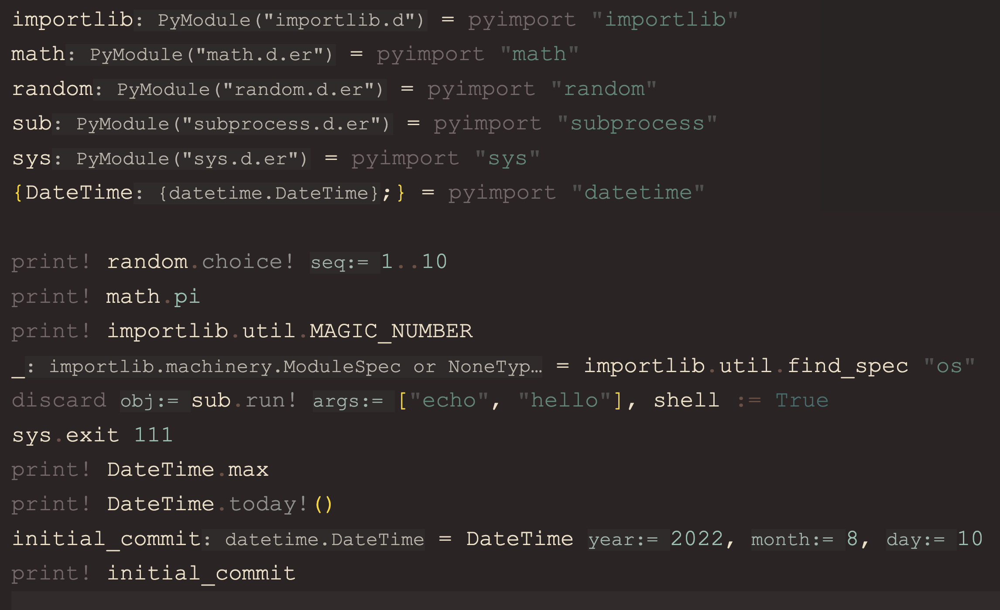 importlib: PyModule("importlib.d") = pyimport "importlib"
math: PyModule("math.d.er") = pyimport "math"
random: PyModule("random.d.er") = pyimport "random"
sub: PyModule("subprocess.d.er") = pyimport "subprocess"
sys: PyModule("sys.d.er") = pyimport "sys"
{DateTime: {datetime.DateTime};} = pyimport "datetime"
print! random.choice! seq:= 1..10
print! math.pi
print! importlib.util.MAGIC_NUMBER
_: importlib.machinery.ModuleSpec or NoneTyp… = importlib.util.find_spec "os"
discard obj:= sub.run! args:= ["echo", "hello"], shell := True
sys.exit 111
print! DateTime.max
print! DateTime.today!()
initial_commit: datetime.DateTime = DateTime year:= 2022, month:= 8, day:= 10
print! initial_commit